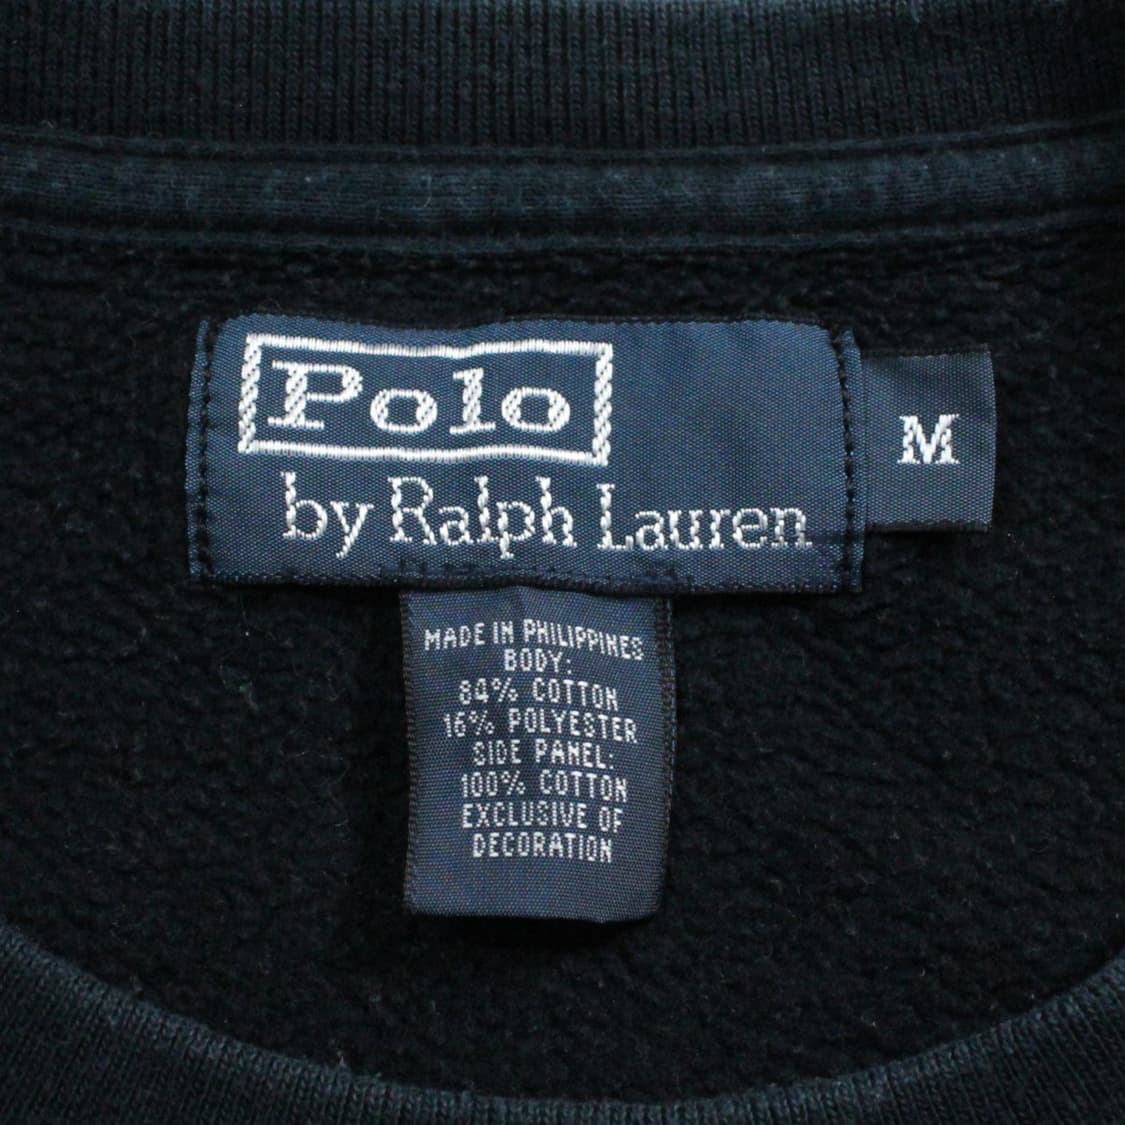 Polo
by Ralph Lauren
M
MADE IN PHILIPPINES
BODY:
84% COTTON
16% POLYESTER
SIDE PANEL:
100% COTTON
EXCLUSIVE OF
DECORATION